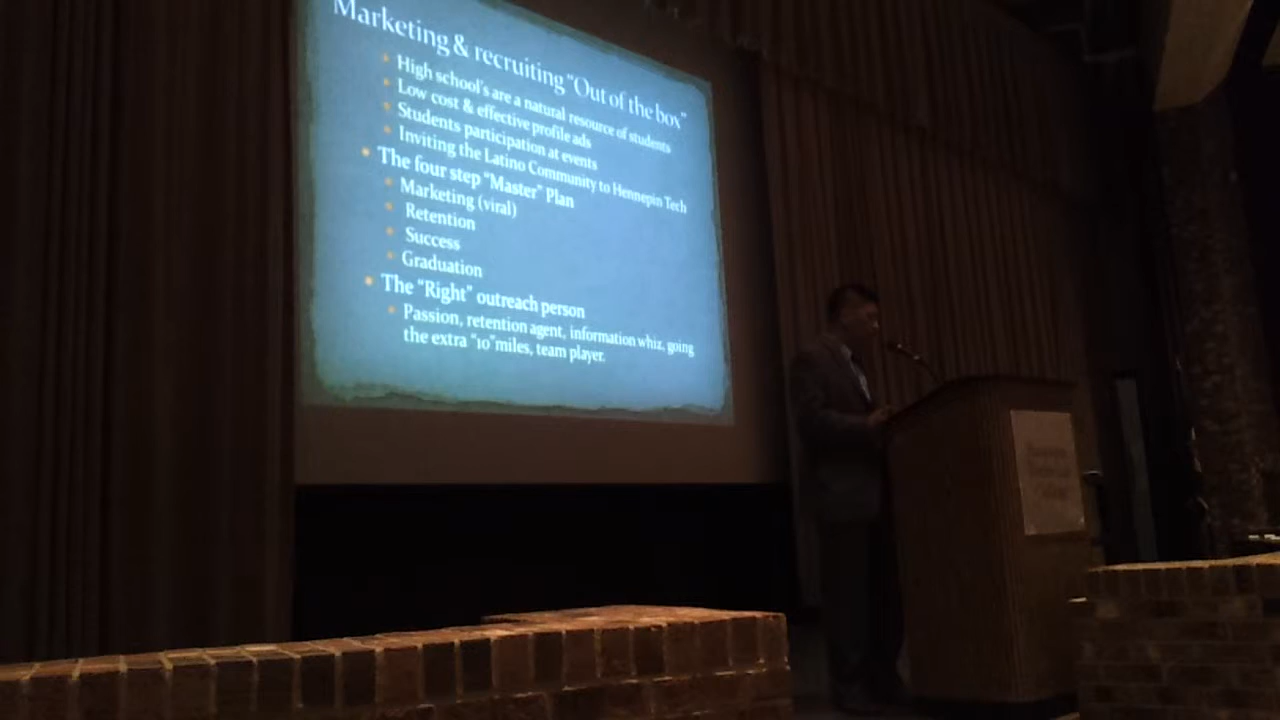 Marketing & recruiting "Out of the box"
High school's are a natural resource of students
Low cost & effective profile ads
Students participation at events
Inviting the Latino Community to Hennepin Tech
The four step "Master" Plan
Marketing (viral)
Retention
Success
Graduation
The "Right" outreach person
Passion, retention agent, information whiz, going
the extra "10"miles, team player.